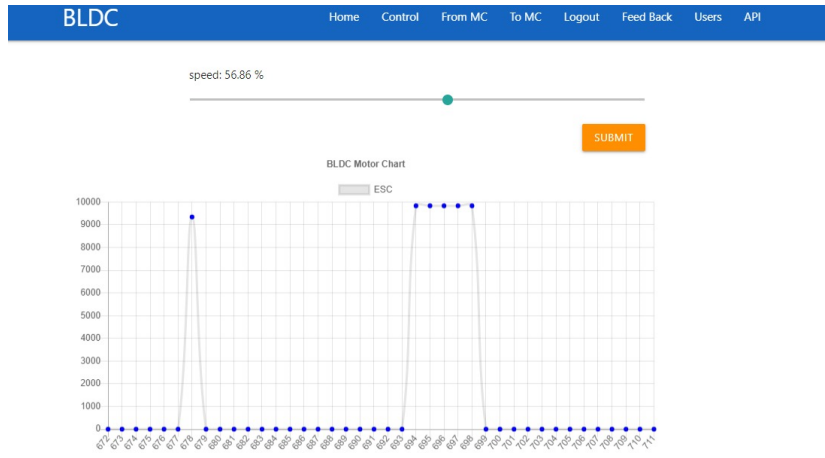 BLDC Home Control From MC To MC Logout Feed Back Users API
speed: 56.86 %
SUBMIT
BLDC Motor Chart
ESC
10000
9000
8000
7000
6000
5000
4000
3000
2000
1000
0
672 673 674 675 676 677 678 679 680 681 682 683 684 685 686 687 688 689 690 691 692 693 694 695 696 697 698 699 700 701 702 703 704 705 706 707 708 709 710 711